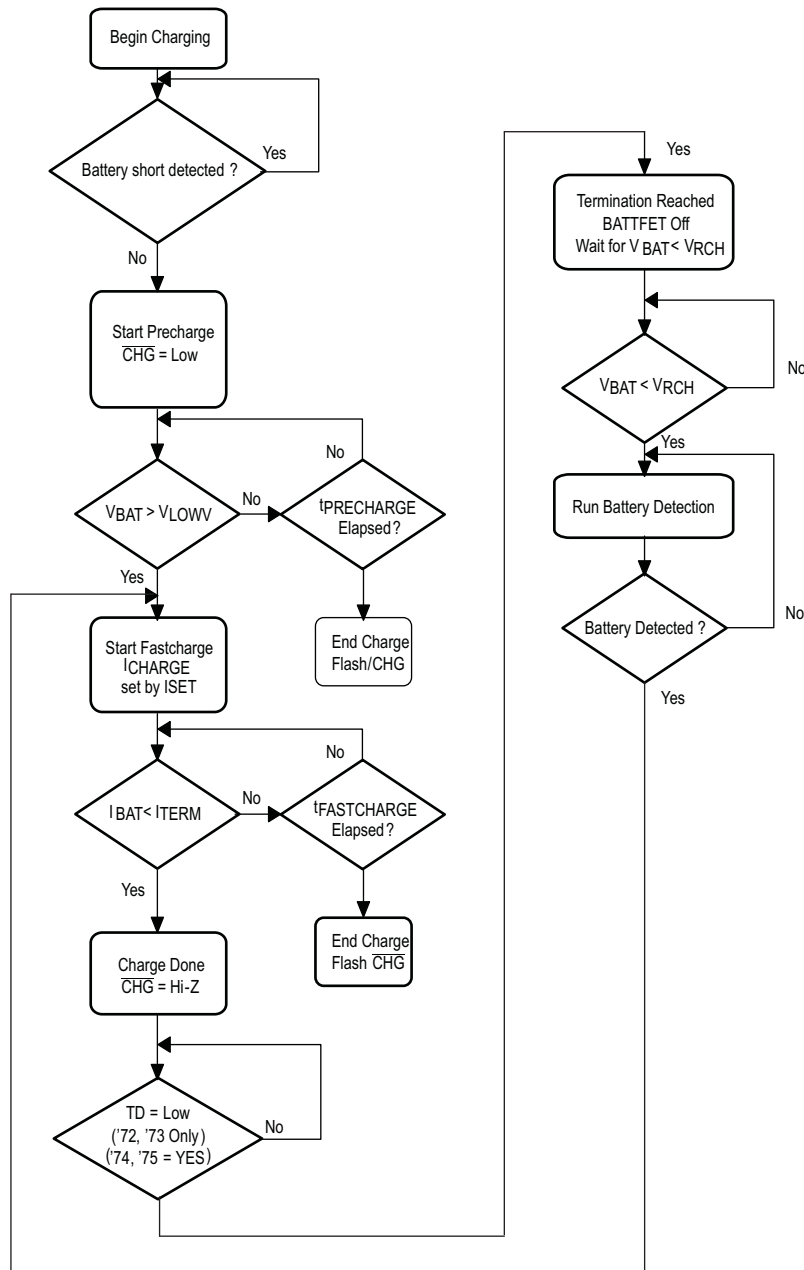 Begin Charging
Battery short detected ?
Yes
No
Start Precharge
CHG = Low
No
VBAT > VLOWV
No
tPRECHARGE
Elapsed?
Yes
Start Fastcharge
ICHARGE
set by ISET
End Charge
Flash/CHG
No
IBAT < ITERM
No
tFASTCHARGE
Elapsed?
Yes
Charge Done
CHG = Hi-Z
End Charge
Flash CHG
TD = Low
('72, '73 Only)
('74, '75 = YES)
No
Yes
Termination Reached
BATTFET Off
Wait for VBAT < VRCH
VBAT < VRCH
No
Yes
Run Battery Detection
Battery Detected ?
No
Yes